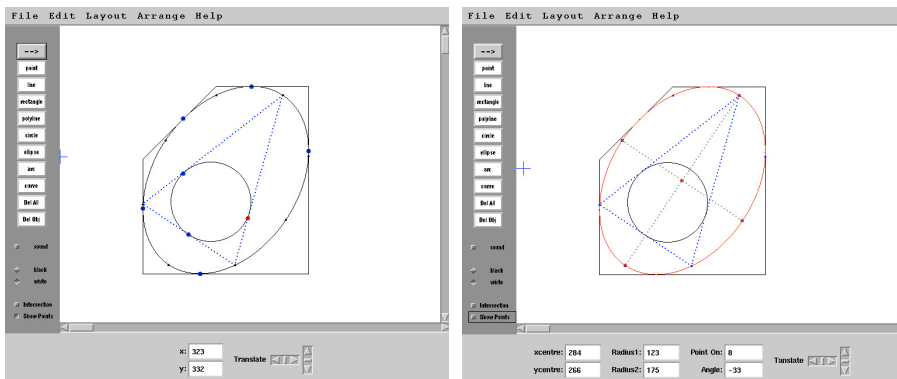 File Edit Layout Arrange Help
-->
point
line
rectangle
polyline
circle
elipse
arc
curve
Del All
Del Obj
sound
black
white
Intersection
Show Points
x: 323
Translate
y: 332
File Edit Layout Arrange Help
-->
point
line
rectangle
polyline
circle
elipse
arc
curve
Del All
Del Obj
sound
black
white
Intersection
Show Points
xcentre: 284 Radius1: 123 Point On: 8
Tanslate
ycentre: 266 Radius2: 175 Angle: -33